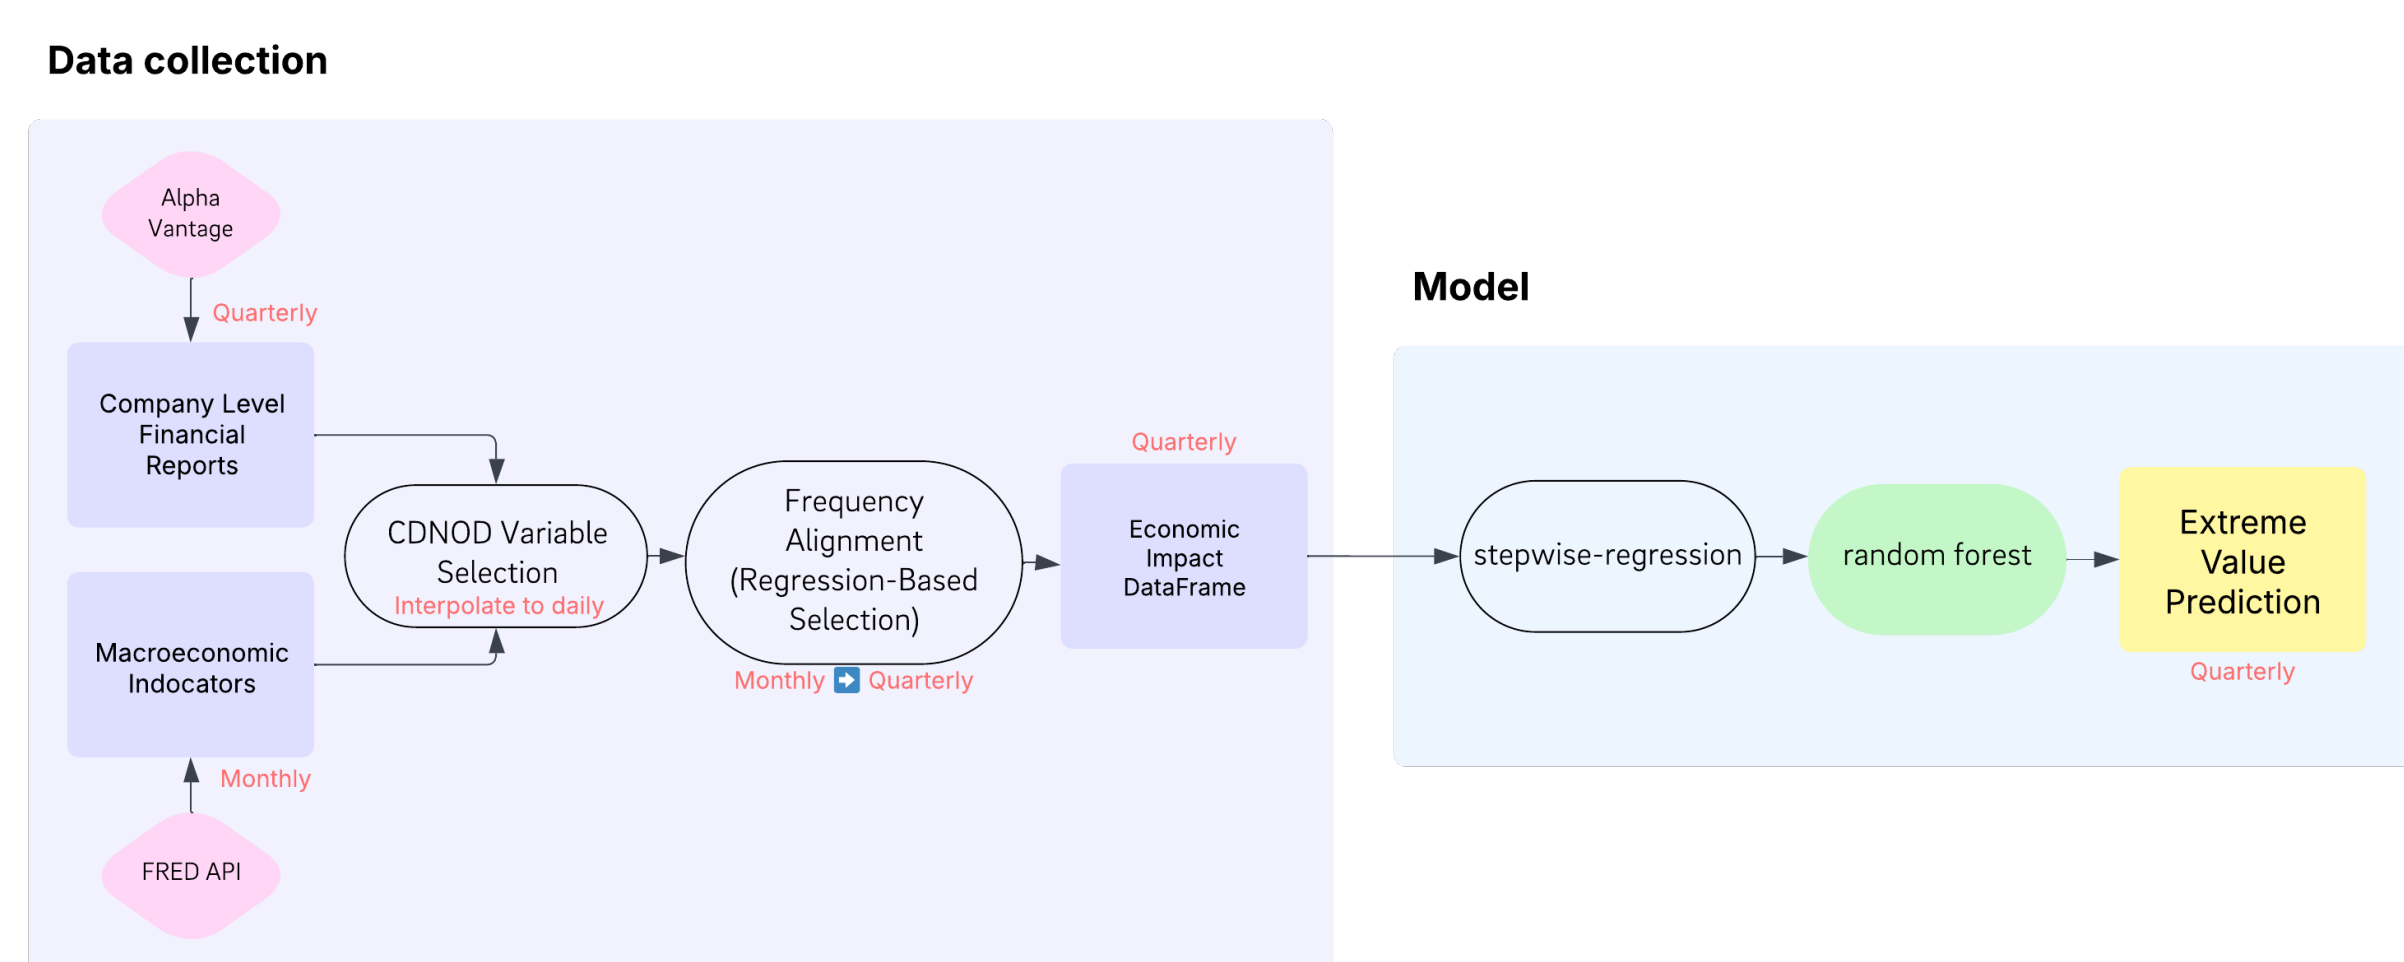 Data collection
Alpha
Vantage
Quarterly
Company Level
Financial
Reports
Macroeconomic
Indocators
Monthly
FRED API
CDNOD Variable
Selection
Interpolate to daily
Frequency
Alignment
(Regression-Based
Selection)
Monthly ➡️ Quarterly
Quarterly
Economic
Impact
DataFrame
Model
stepwise-regression
random forest
Extreme
Value
Prediction
Quarterly